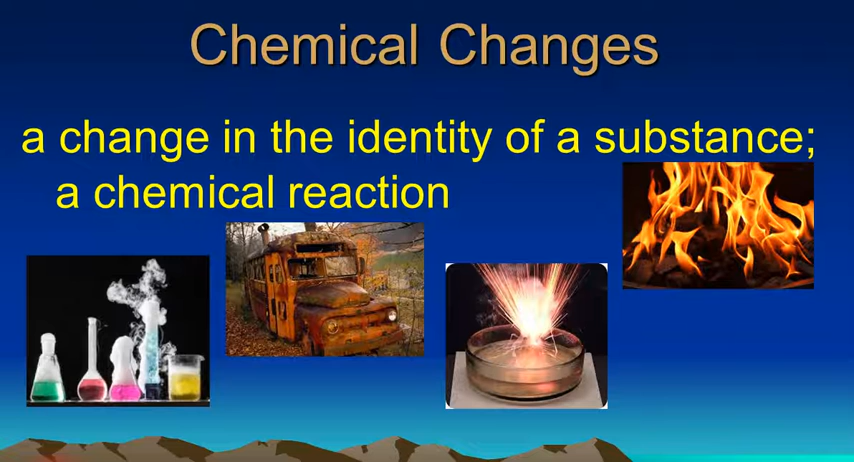 Chemical Changes
a change in the identity of a substance;
a chemical reaction